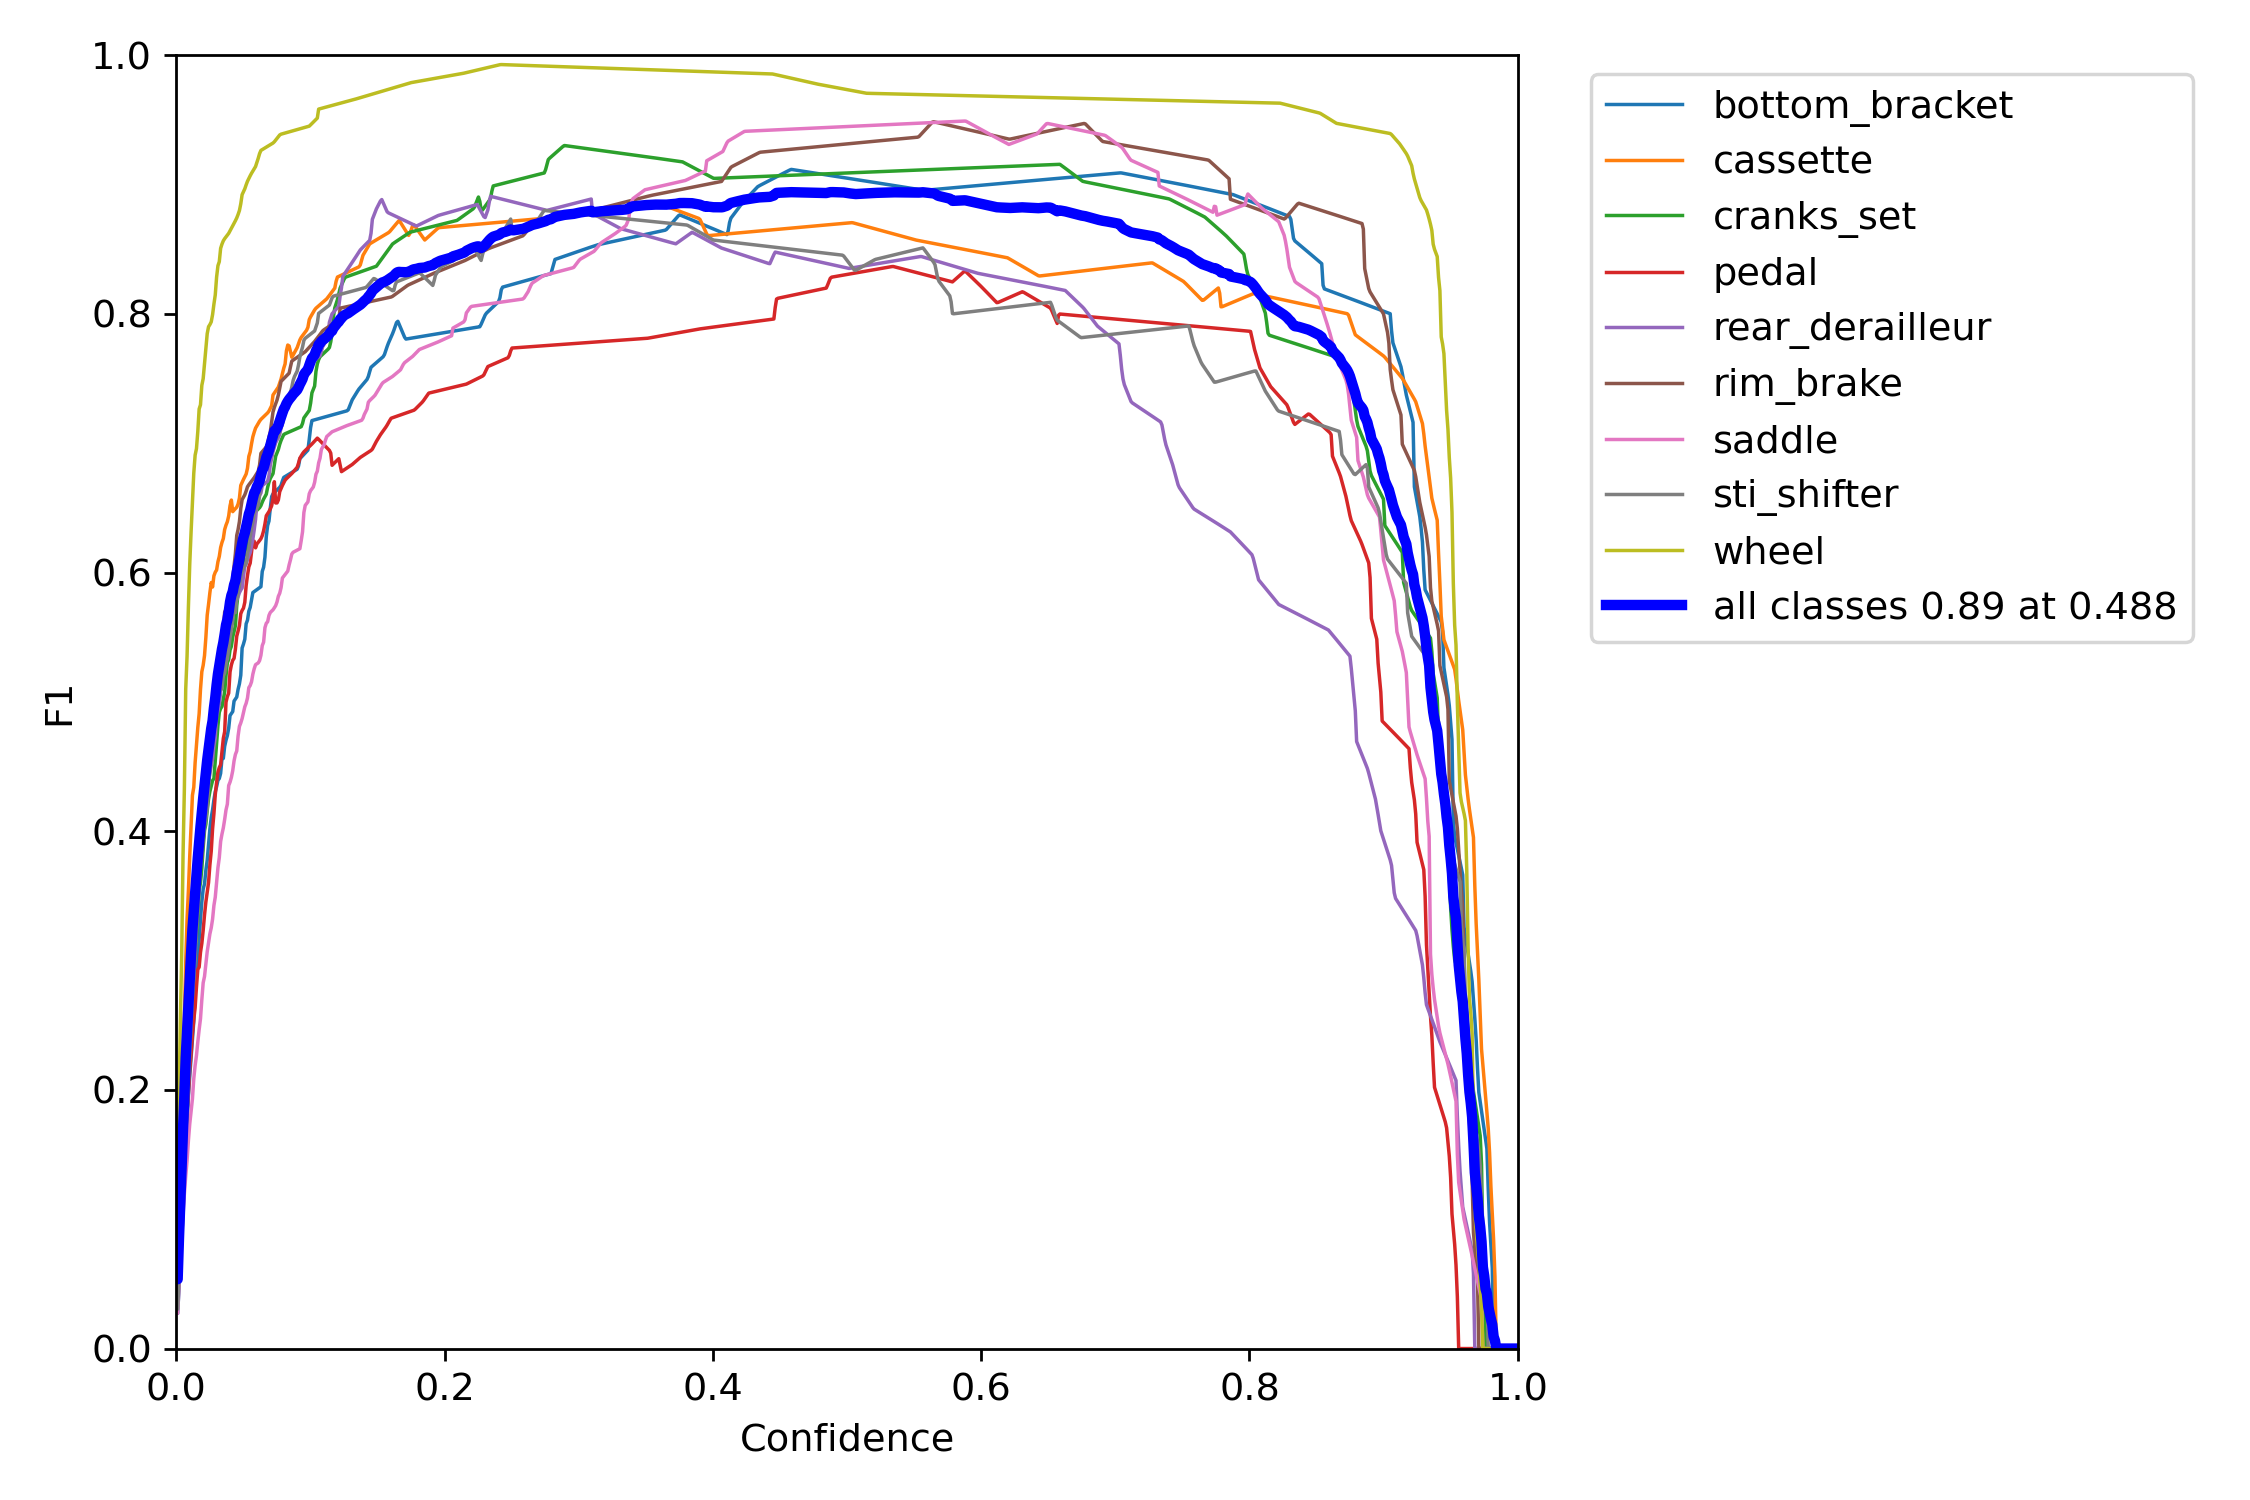 1.0
0.8
0.6
0.4
0.2
0.0
F1
0.0 0.2 0.4 0.6 0.8 1.0
Confidence
bottom_bracket
cassette
cranks_set
pedal
rear_derailleur
rim_brake
saddle
sti_shifter
wheel
all classes 0.89 at 0.488